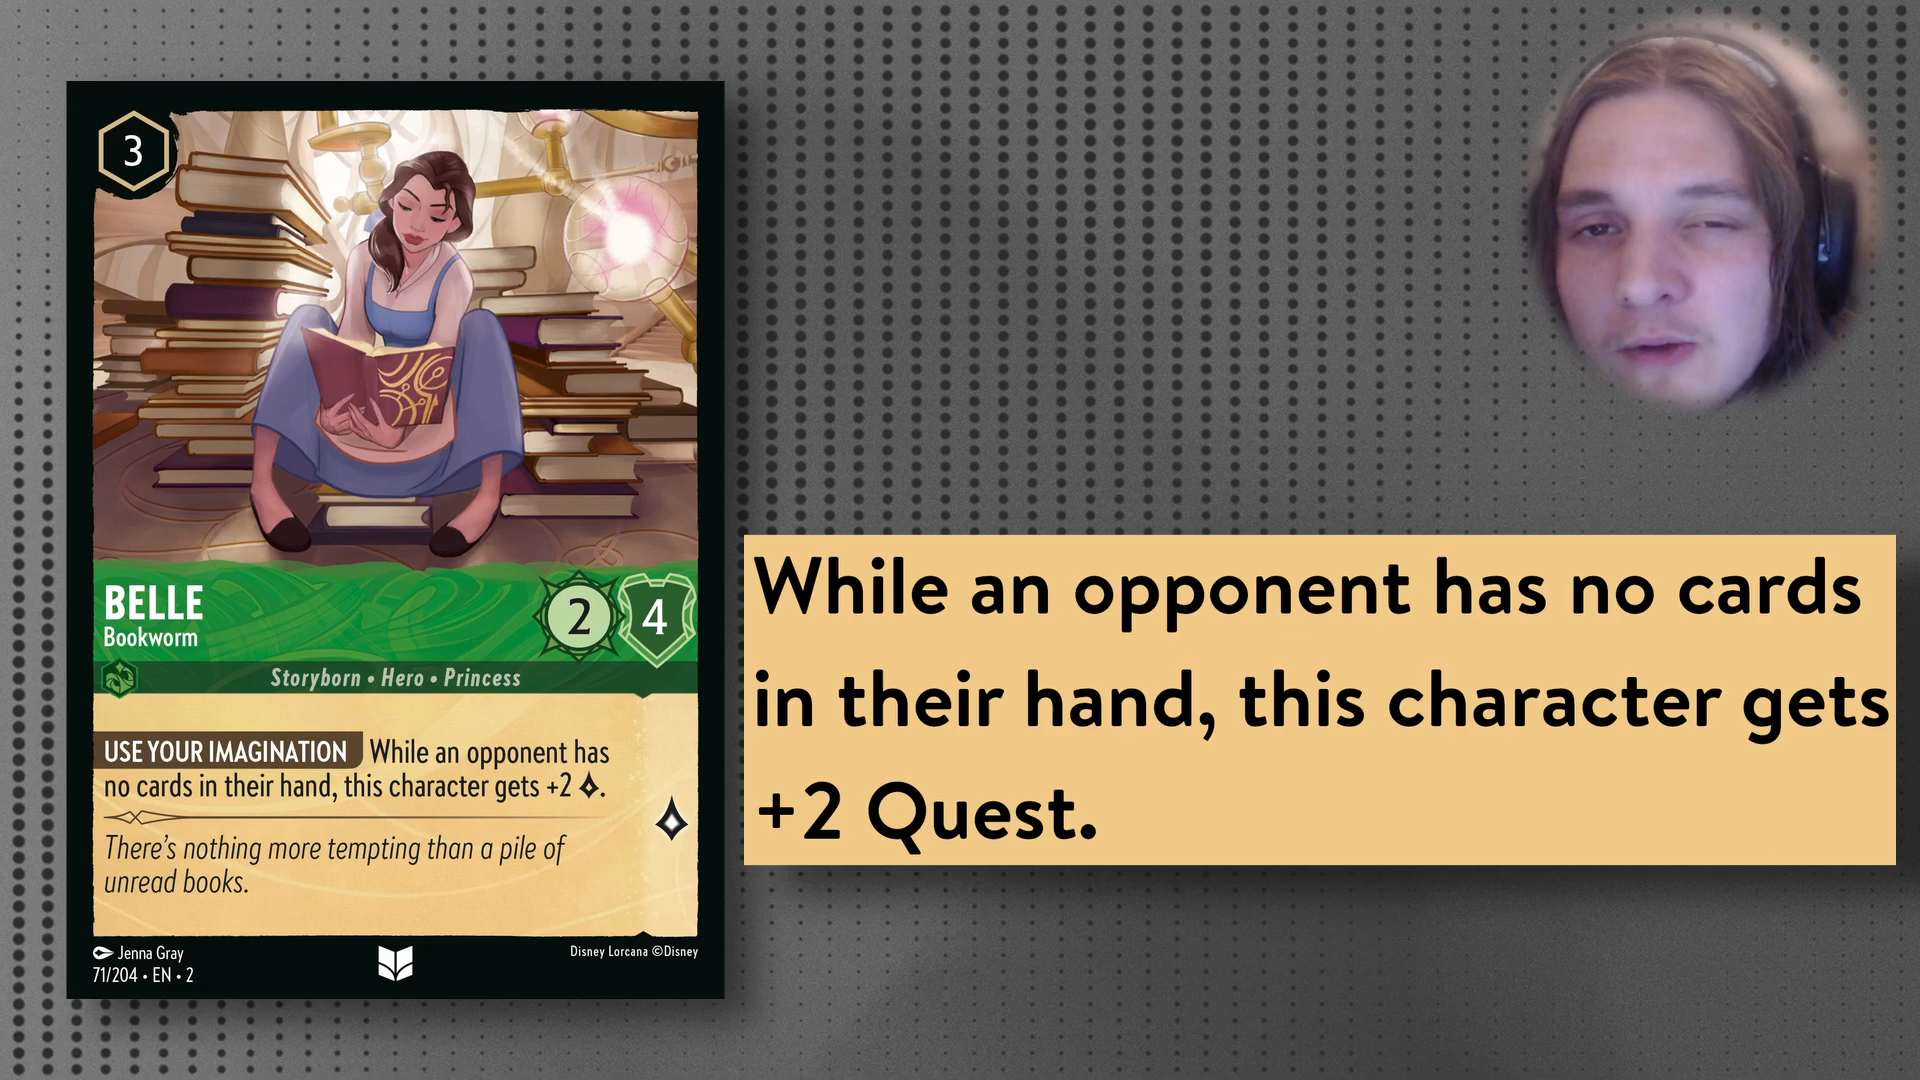 3
BELLE
Bookworm
2
4
Storyborn • Hero • Princess
USE YOUR IMAGINATION While an opponent has
no cards in their hand, this character gets +2 .
There's nothing more tempting than a pile of
unread books.
Jenna Gray
71/204 • EN • 2
Disney Lorcana ©Disney
While an opponent has no cards
in their hand, this character gets
+2 Quest.